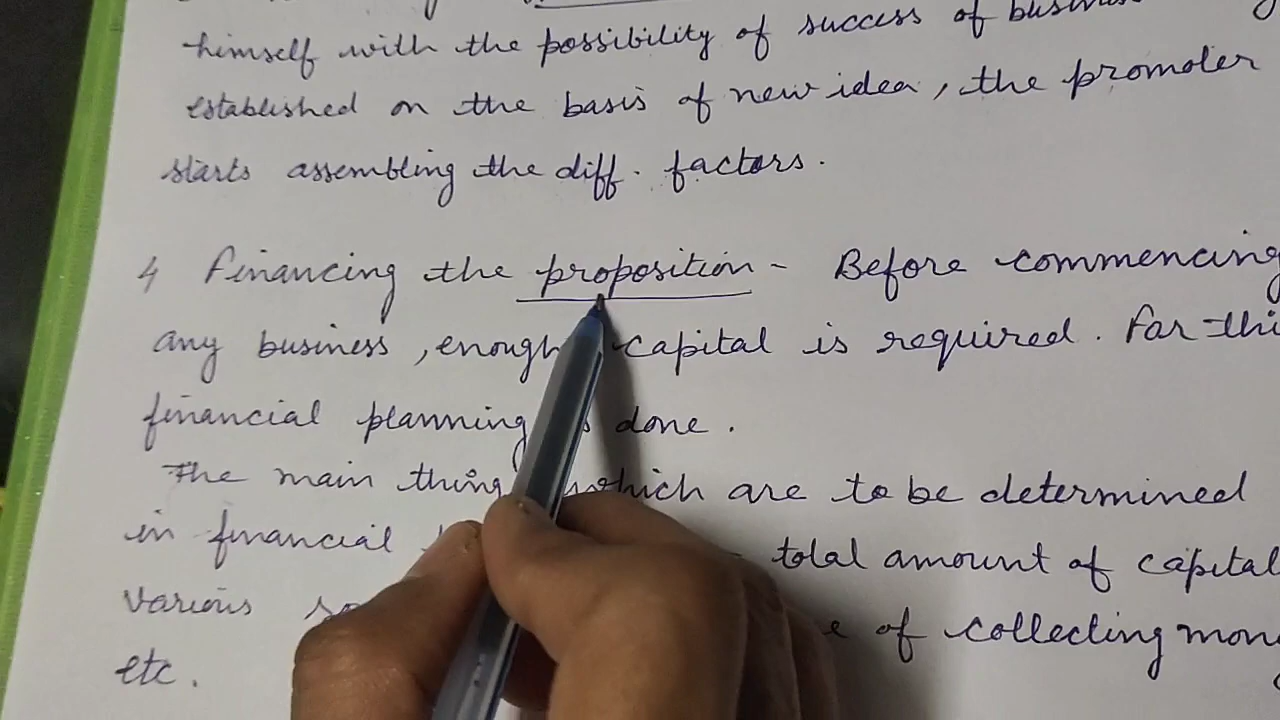 himself with the possibility of success of
established on the basis of new idea, the promoter
starts assembling the diff. factors.
4 Financing the proposition - Before commencing
any business, enough capital is required. For
financial planning done.
The main thing which are to be determined
in financial total amount of capital
various of collecting
etc.